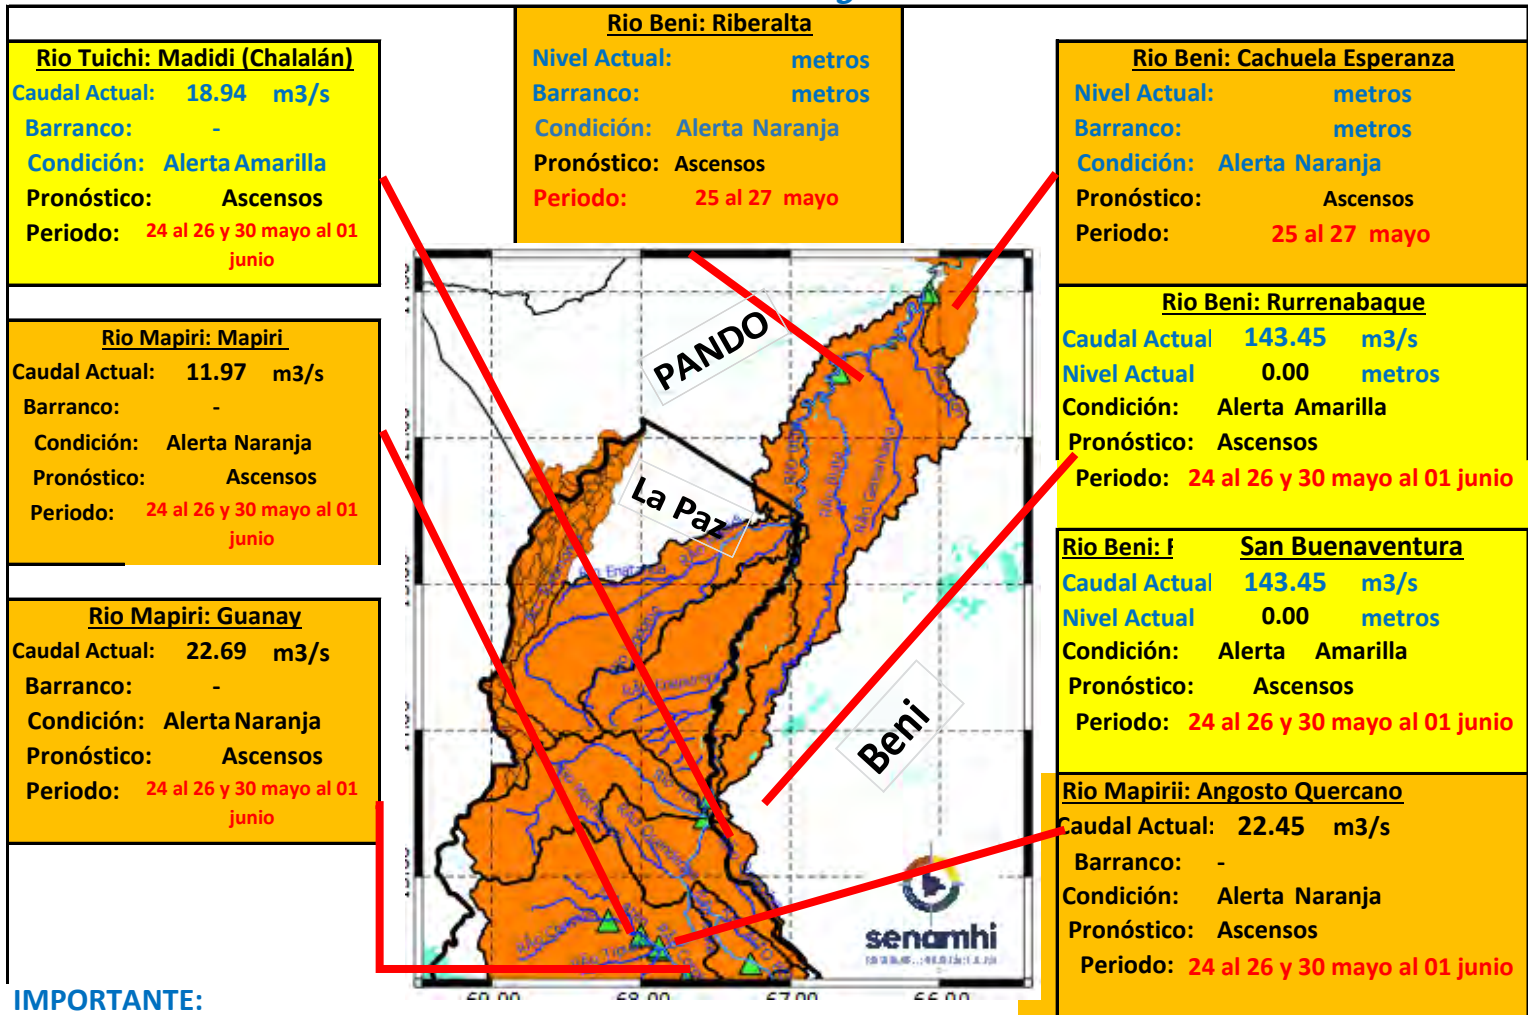 Rio Tuichi: Madidi (Chalalán)
Caudal Actual: 18.94 m3/s
Barranco: -
Condición: Alerta Amarilla
Pronóstico: Ascensos
Periodo: 24 al 26 y 30 mayo al 01
junio
Rio Mapiri: Mapiri
Caudal Actual: 11.97 m3/s
Barranco: -
Condición: Alerta Naranja
Pronóstico: Ascensos
Periodo: 24 al 26 y 30 mayo al 01
junio
Rio Mapiri: Guanay
Caudal Actual: 22.69 m3/s
Barranco: -
Condición: Alerta Naranja
Pronóstico: Ascensos
Periodo: 24 al 26 y 30 mayo al 01
junio
Rio Beni: Riberalta
Nivel Actual: metros
Barranco: metros
Condición: Alerta Naranja
Pronóstico: Ascensos
Periodo: 25 al 27 mayo
PANDO
La Paz
Beni
senamhi
68.00
67.00
66.00
Rio Beni: Cachuela Esperanza
Nivel Actual: metros
Barranco: metros
Condición: Alerta Naranja
Pronóstico: Ascensos
Periodo: 25 al 27 mayo
Rio Beni: Rurrenabaque
Caudal Actual 143.45 m3/s
Nivel Actual 0.00 metros
Condición: Alerta Amarilla
Pronóstico: Ascensos
Periodo: 24 al 26 y 30 mayo al 01 junio
Rio Beni: San Buenaventura
Caudal Actual 143.45 m3/s
Nivel Actual 0.00 metros
Condición: Alerta Amarilla
Pronóstico: Ascensos
Periodo: 24 al 26 y 30 mayo al 01 junio
Rio Mapirii: Angosto Quercano
Caudal Actual: 22.45 m3/s
Barranco: -
Condición: Alerta Naranja
Pronóstico: Ascensos
Periodo: 24 al 26 y 30 mayo al 01 junio
IMPORTANTE: